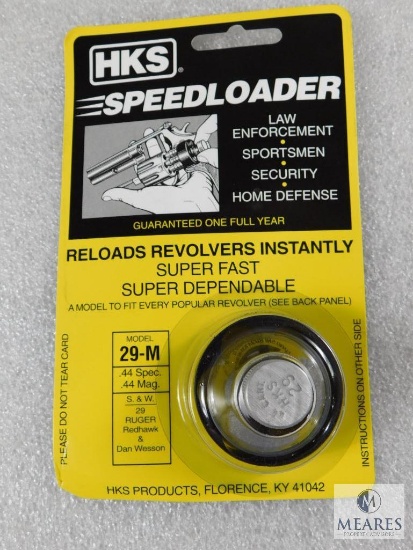 HKS®
SPEEDLOADER
LAW
ENFORCEMENT
•
SPORTSMEN
•
SECURITY
•
HOME DEFENSE
GUARANTEED ONE FULL YEAR
RELOADS REVOLVERS INSTANTLY
SUPER FAST
SUPER DEPENDABLE
A MODEL TO FIT EVERY POPULAR REVOLVER (SEE BACK PANEL)
PLEASE DO NOT TEAR CARD
MODEL
29-M
.44 Spec.
.44 Mag.
S. & W.
29
RUGER
Redhawk
&
Dan Wesson
INSTRUCTIONS ON OTHER SIDE
HKS PRODUCTS, FLORENCE, KY 41042
M
MEARES